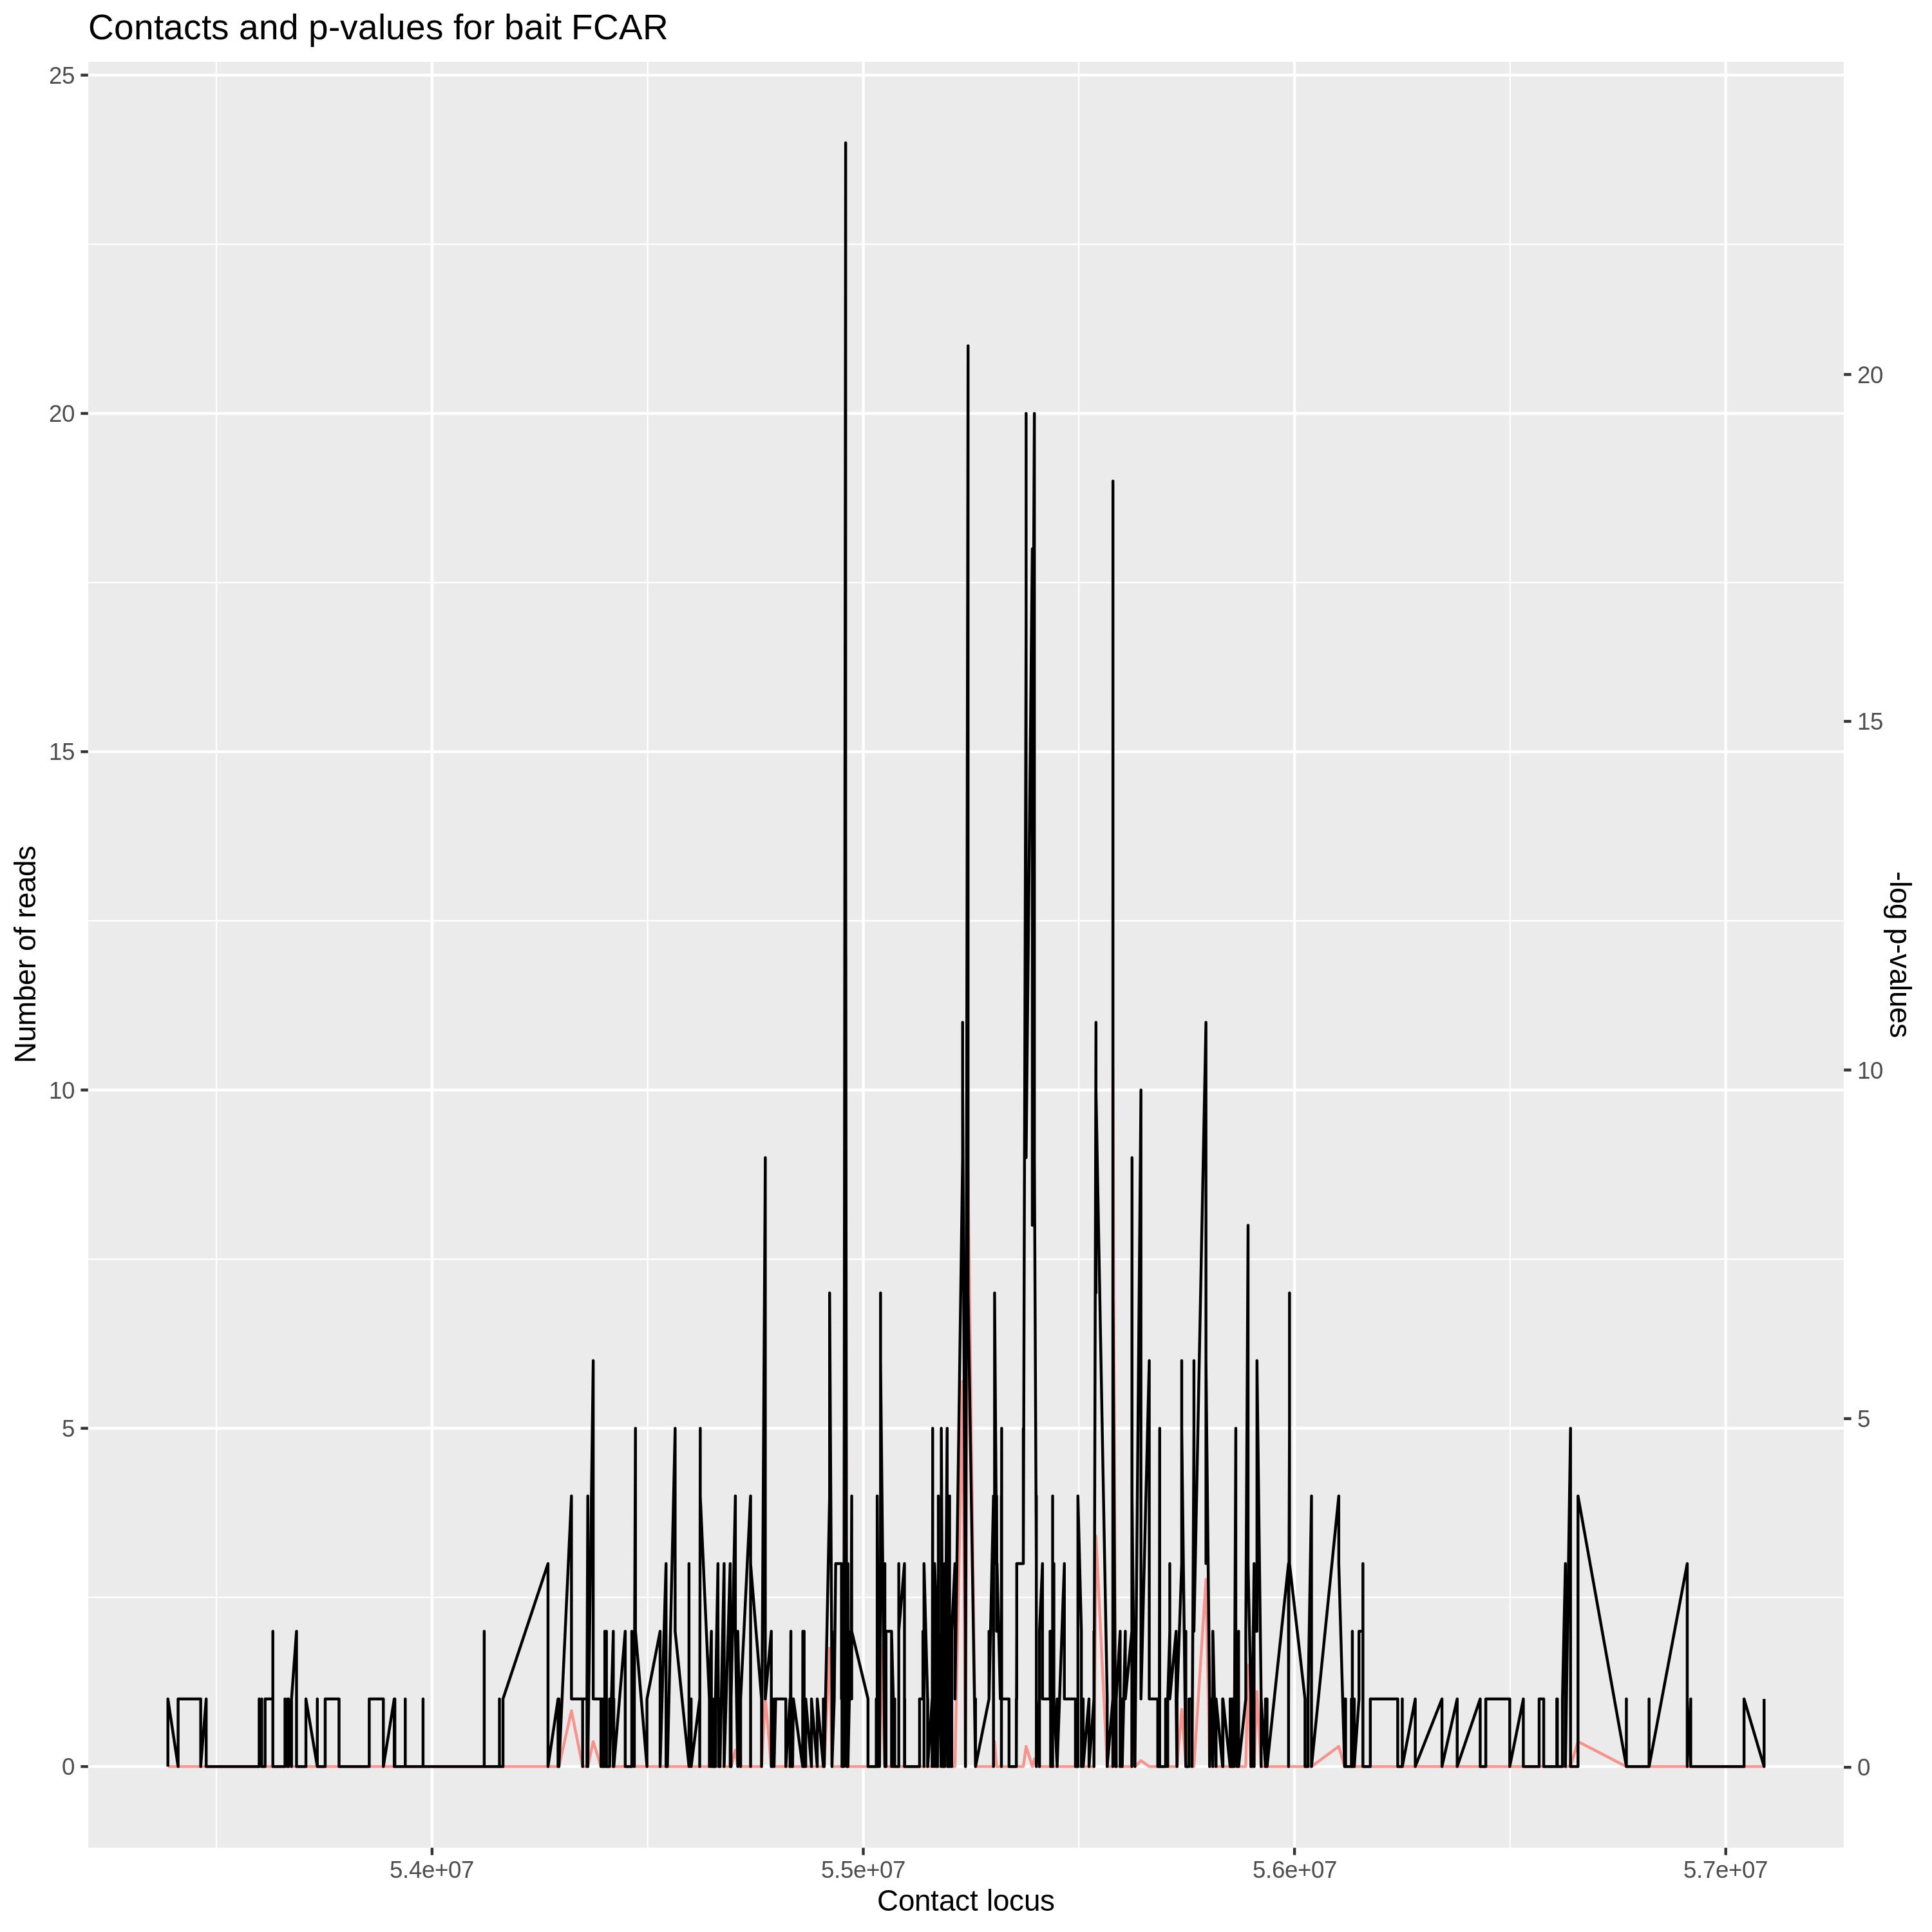 Contacts and p-values for bait FCAR
25
20
15
10
5
0
Number of reads
20
15
10
5
0
-log p-values
5.4e+07
5.5e+07
5.6e+07
5.7e+07
Contact locus